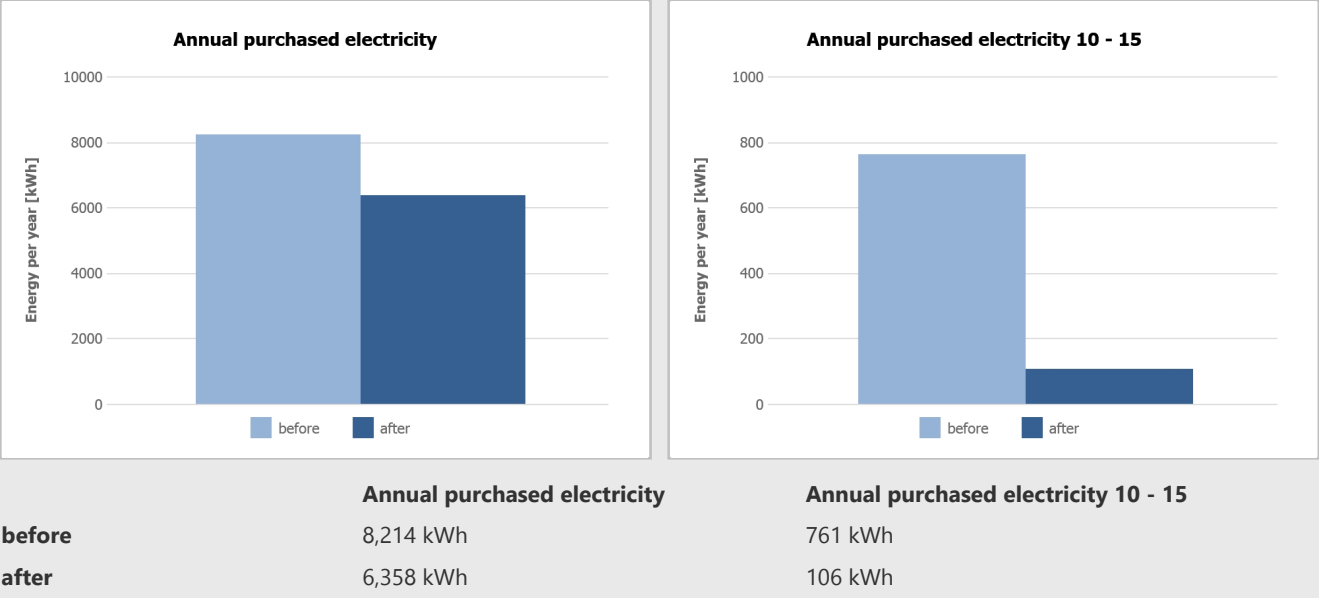 Annual purchased electricity
10000
8000
6000
4000
2000
0
Energy per year [kWh]
before after
Annual purchased electricity 10 - 15
1000
800
600
400
200
0
Energy per year [kWh]
before after
Annual purchased electricity Annual purchased electricity 10 - 15
before 8,214 kWh 761 kWh
after 6,358 kWh 106 kWh